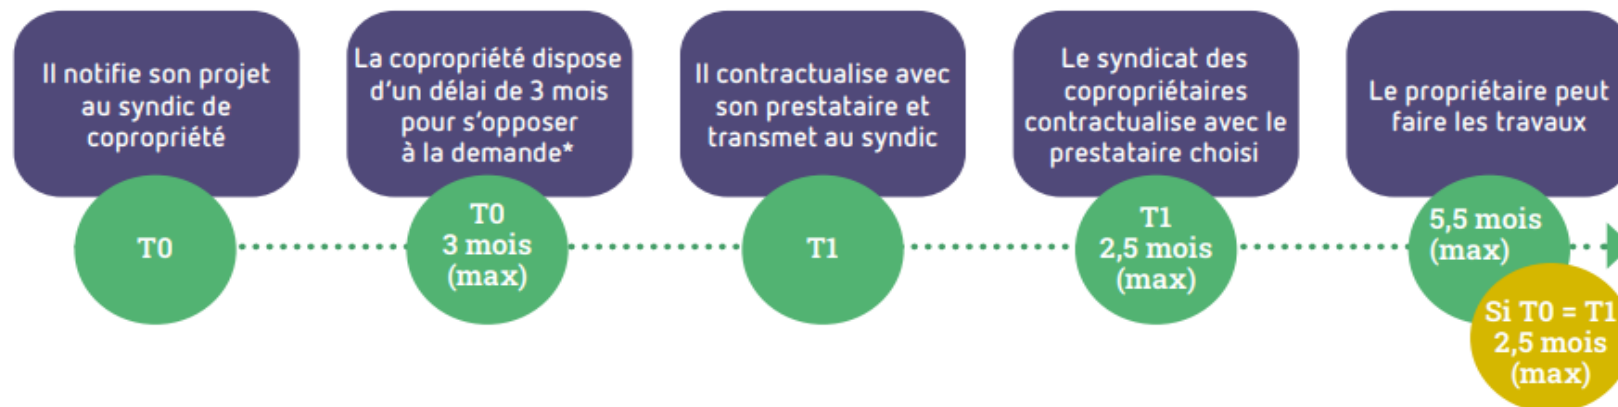 Il notifie son projet
au syndic de
copropriété
La copropriété dispose
d'un délai de 3 mois
pour s'opposer
à la demande*
Il contractualise avec
son prestataire et
transmet au syndic
Le syndicat des
copropriétaires
contractualise avec le
prestataire choisi
Le propriétaire peut
faire les travaux
T0
T0
3 mois
(max)
T1
T1
2,5 mois
(max)
5,5 mois
(max)
Si T0 = T1
2,5 mois
(max)